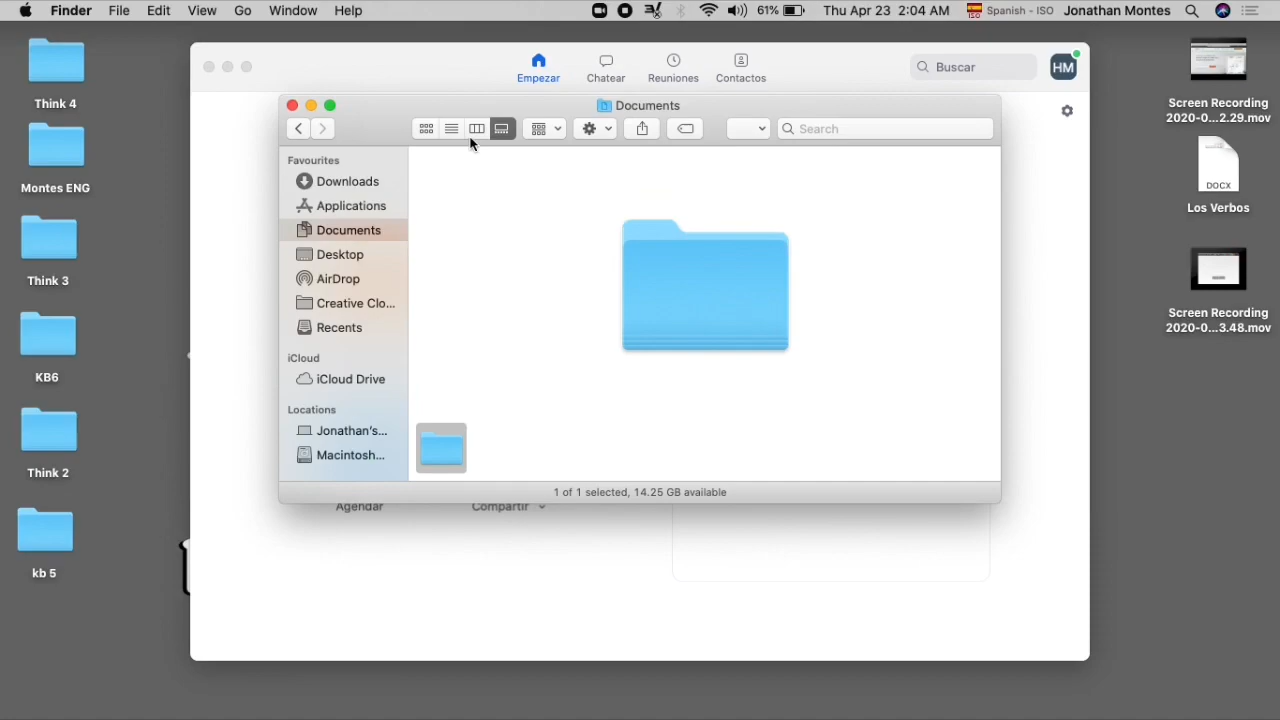 Finder File Edit View Go Window Help 61% Thu Apr 23 2:04 AM ISO Spanish - ISO Jonathan Montes
Empezar Chatear Reuniones Contactos Buscar HM
Documents
Search
Favourites
Downloads
Applications
Documents
Desktop
AirDrop
Creative Clo...
Recents
iCloud
iCloud Drive
Locations
Jonathan's...
Macintosh...
1 of 1 selected, 14.25 GB available
Agendar Compartir
Think 4
Montes ENG
Think 3
KB6
Think 2
kb 5
Screen Recording
2020-0...2.29.mov
DOCX
Los Verbos
Screen Recording
2020-0...3.48.mov